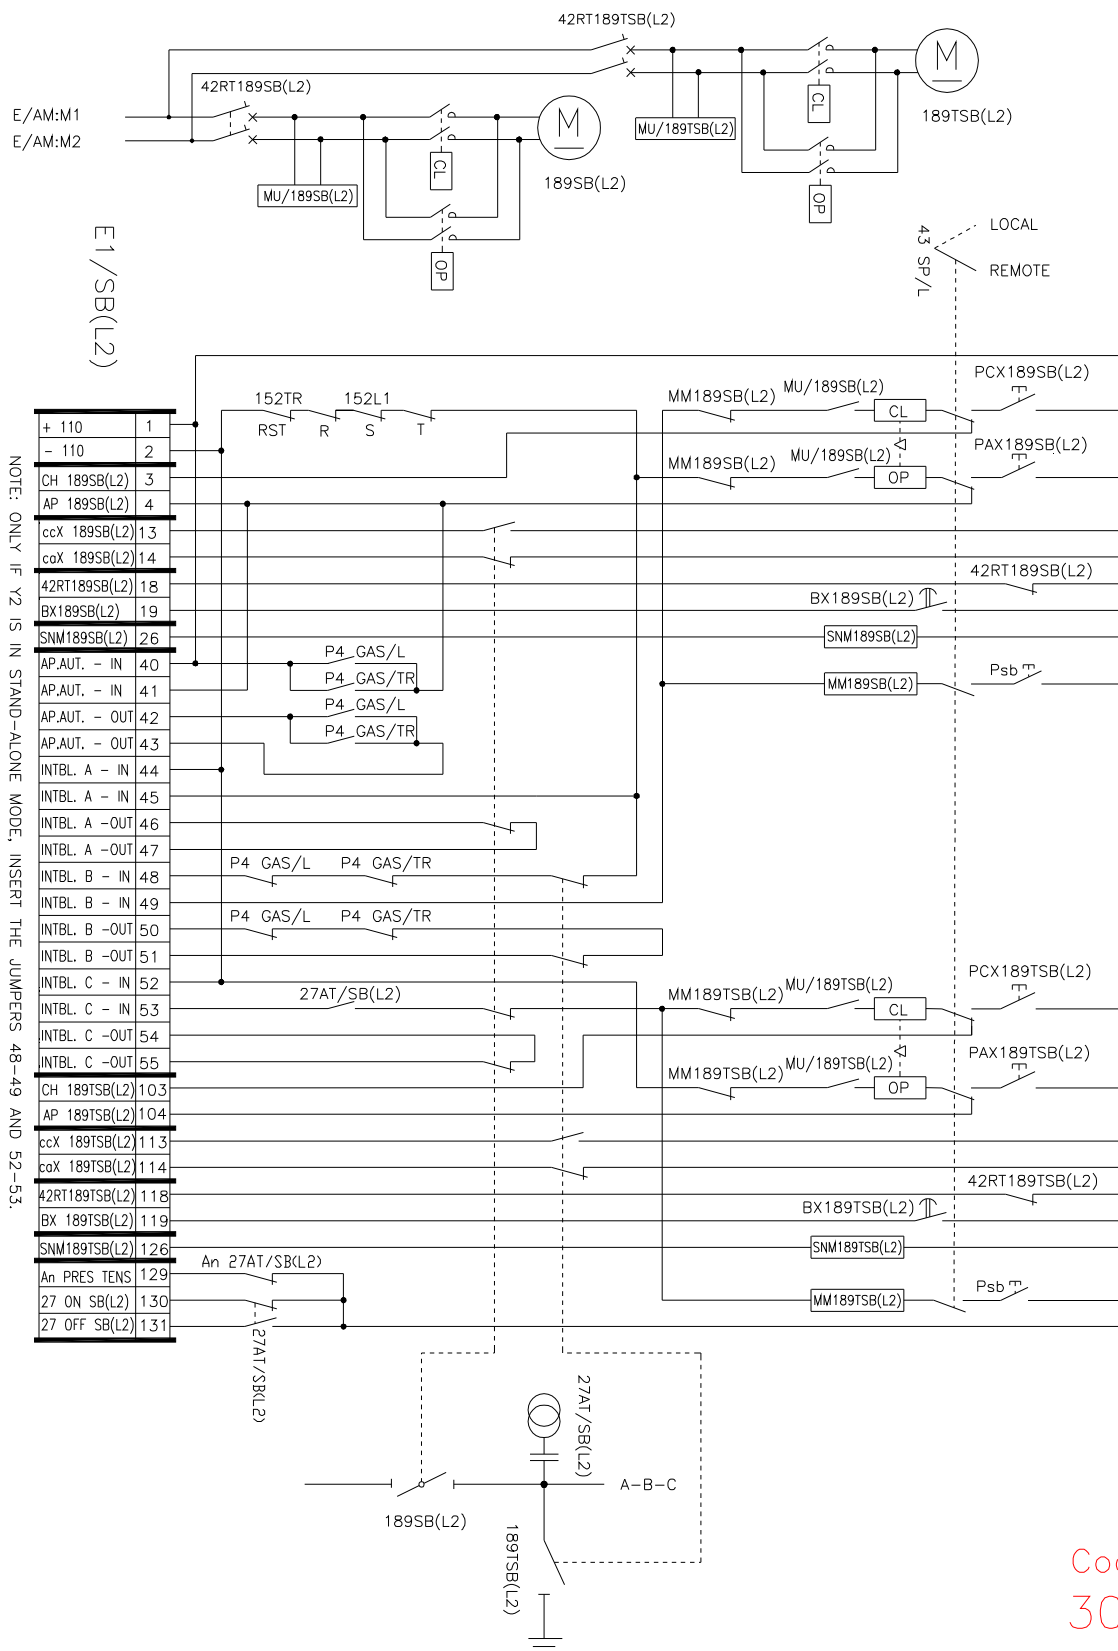 42RT189TSB(L2)
M
189TSB(L2)
CL
MU/189TSB(L2)
OP
42RT189SB(L2)
E/AM:M1
E/AM:M2
M
189SB(L2)
CL
MU/189SB(L2)
OP
E1/SB(L2)
43 SP/L
LOCAL
REMOTE
PCX189SB(L2)
MM189SB(L2)
MU/189SB(L2)
CL
152TR
152L1
RST
R
S
T
+ 110 1
- 110 2
CH 189SB(L2) 3
AP 189SB(L2) 4
ccX 189SB(L2) 13
caX 189SB(L2) 14
42RT189SB(L2) 18
BX189SB(L2) 19
SNM189SB(L2) 26
AP.AUT. - IN 40
AP.AUT. - IN 41
AP.AUT. - OUT 42
AP.AUT. - OUT 43
INTBL. A - IN 44
INTBL. A - IN 45
INTBL. A -OUT 46
INTBL. A -OUT 47
INTBL. B - IN 48
INTBL. B - IN 49
INTBL. B -OUT 50
INTBL. B -OUT 51
INTBL. C - IN 52
INTBL. C - IN 53
INTBL. C -OUT 54
INTBL. C -OUT 55
CH 189TSB(L2) 103
AP 189TSB(L2) 104
ccX 189TSB(L2) 113
caX 189TSB(L2) 114
42RT189TSB(L2) 118
BX 189TSB(L2) 119
SNM189TSB(L2) 126
An PRES TENS 129
27 ON SB(L2) 130
27 OFF SB(L2) 131
NOTE: ONLY IF Y2 IS IN STAND-ALONE MODE, INSERT THE JUMPERS 48-49 AND 52-53.
MM189SB(L2)
MU/189SB(L2)
OP
PAX189SB(L2)
42RT189SB(L2)
BX189SB(L2)
SNM189SB(L2)
P4 GAS/L
P4 GAS/TR
P4 GAS/L
P4 GAS/TR
MM189SB(L2)
Psb
P4 GAS/L
P4 GAS/TR
P4 GAS/L
P4 GAS/TR
27AT/SB(L2)
MM189TSB(L2)
MU/189TSB(L2)
CL
PCX189TSB(L2)
MM189TSB(L2)
MU/189TSB(L2)
OP
PAX189TSB(L2)
42RT189TSB(L2)
BX189TSB(L2)
SNM189TSB(L2)
An 27AT/SB(L2)
MM189TSB(L2)
Psb
27AT/SB(L2)
27AT/SB(L2)
A-B-C
189SB(L2)
189TSB(L2)
30